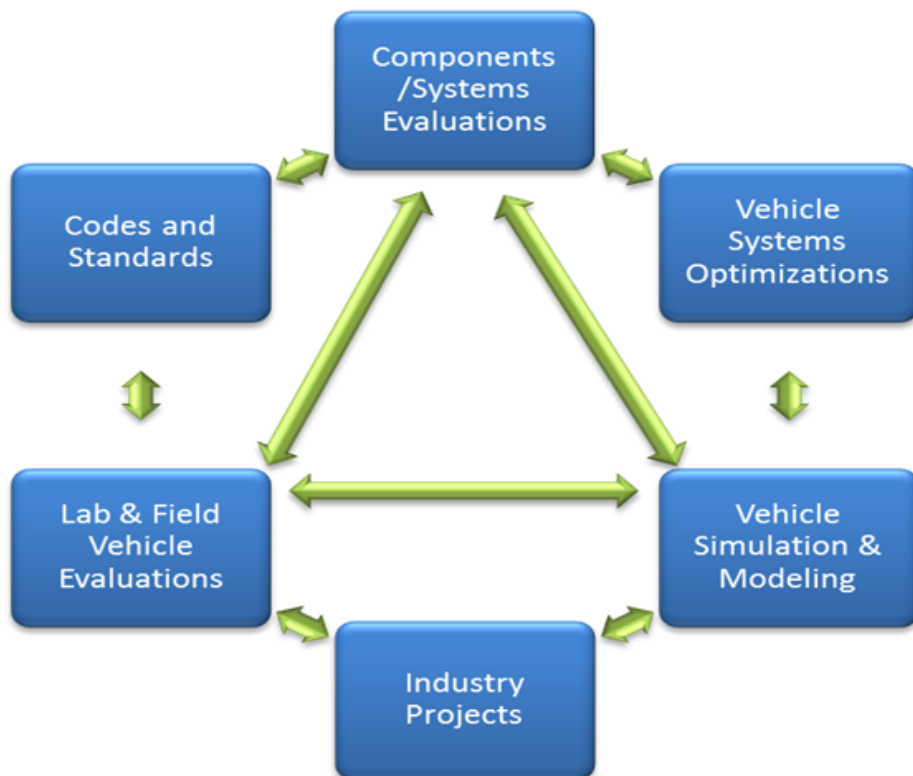 Components
/Systems
Evaluations
Codes and
Standards
Vehicle
Systems
Optimizations
Lab & Field
Vehicle
Evaluations
Vehicle
Simulation &
Modeling
Industry
Projects